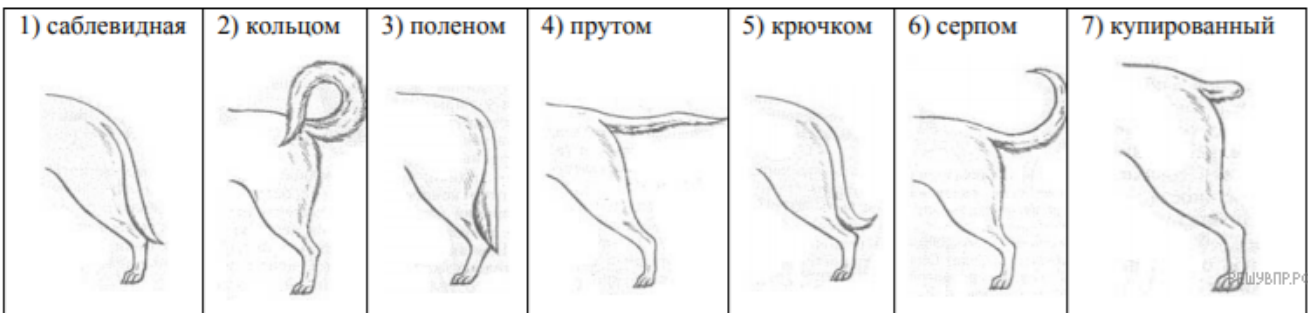 1) саблевидная
2) кольцом
3) поленом
4) прутом
5) крючком
6) серпом
7) купированный